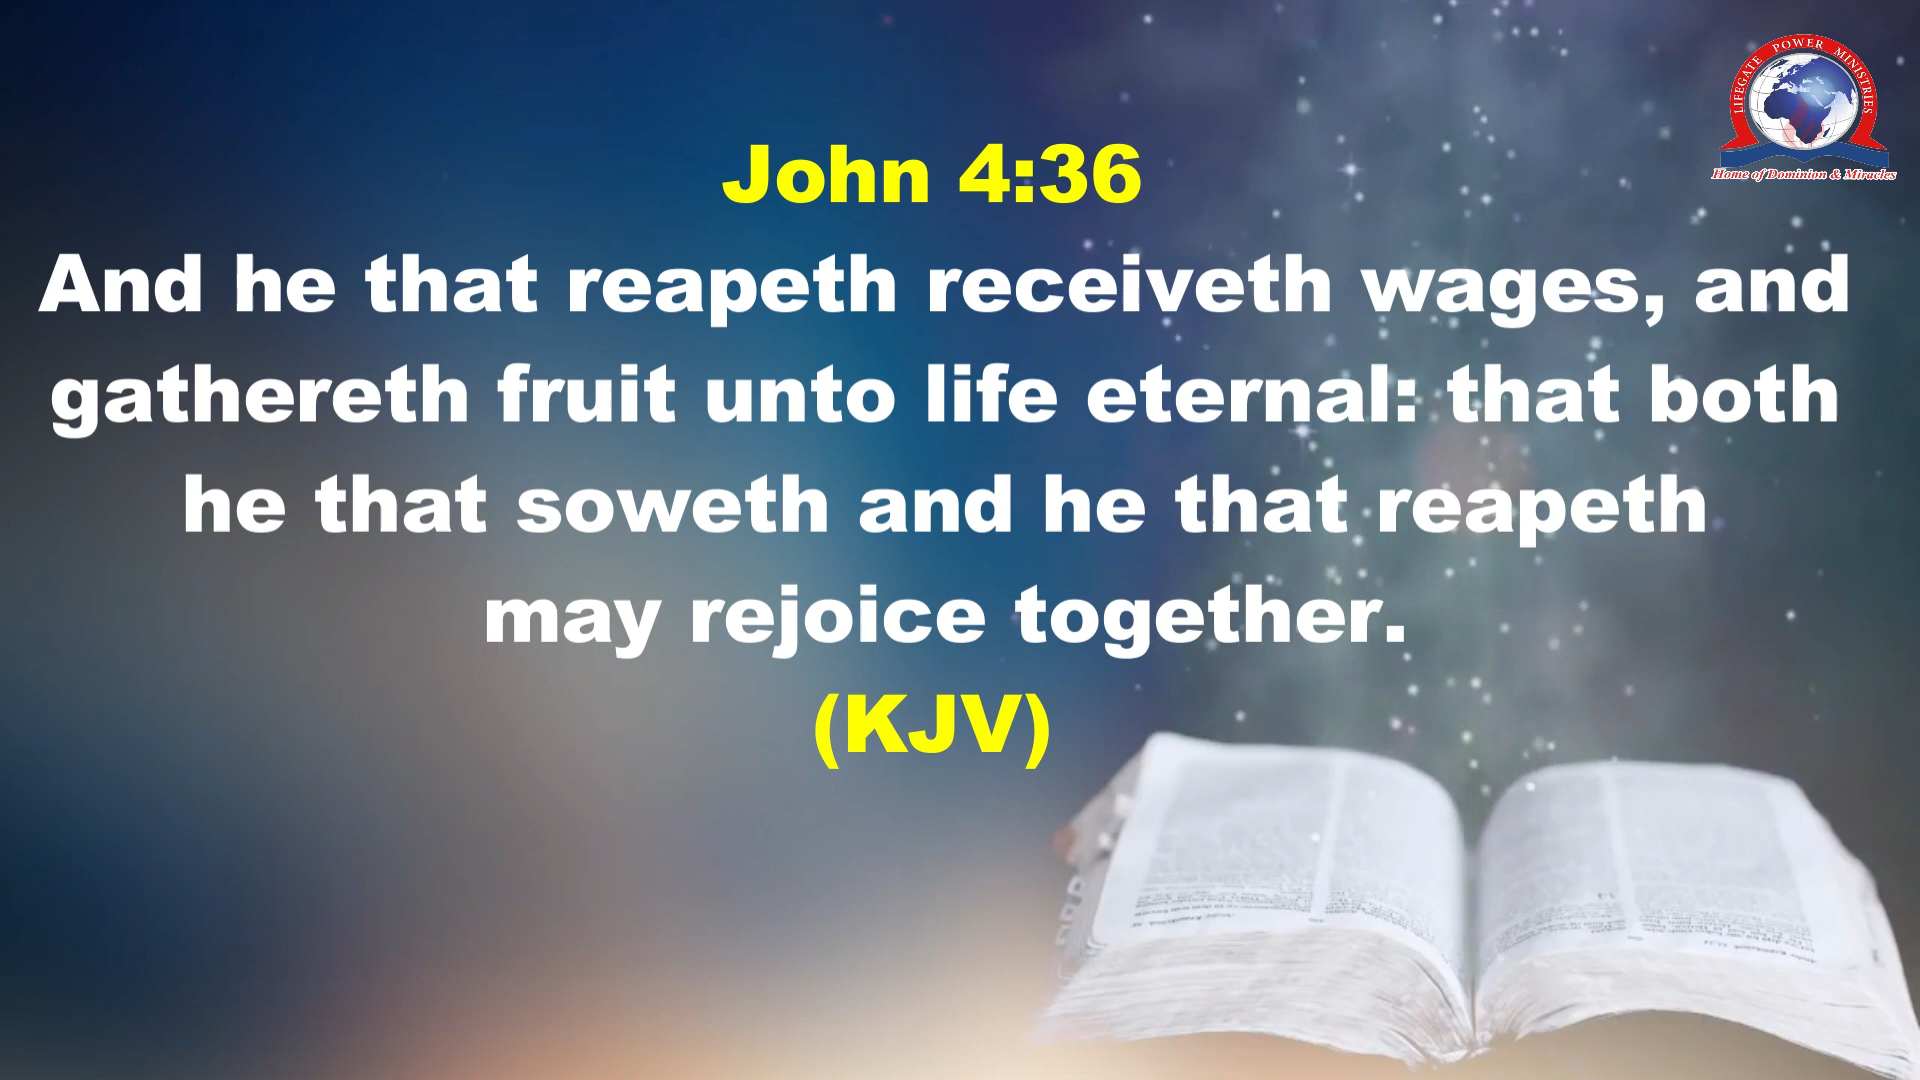 LIFEGATE POWER MINISTRIES
Home of Dominion & Miracles
John 4:36
And he that reapeth receiveth wages, and
gathereth fruit unto life eternal: that both
he that soweth and he that reapeth
may rejoice together.
(KJV)